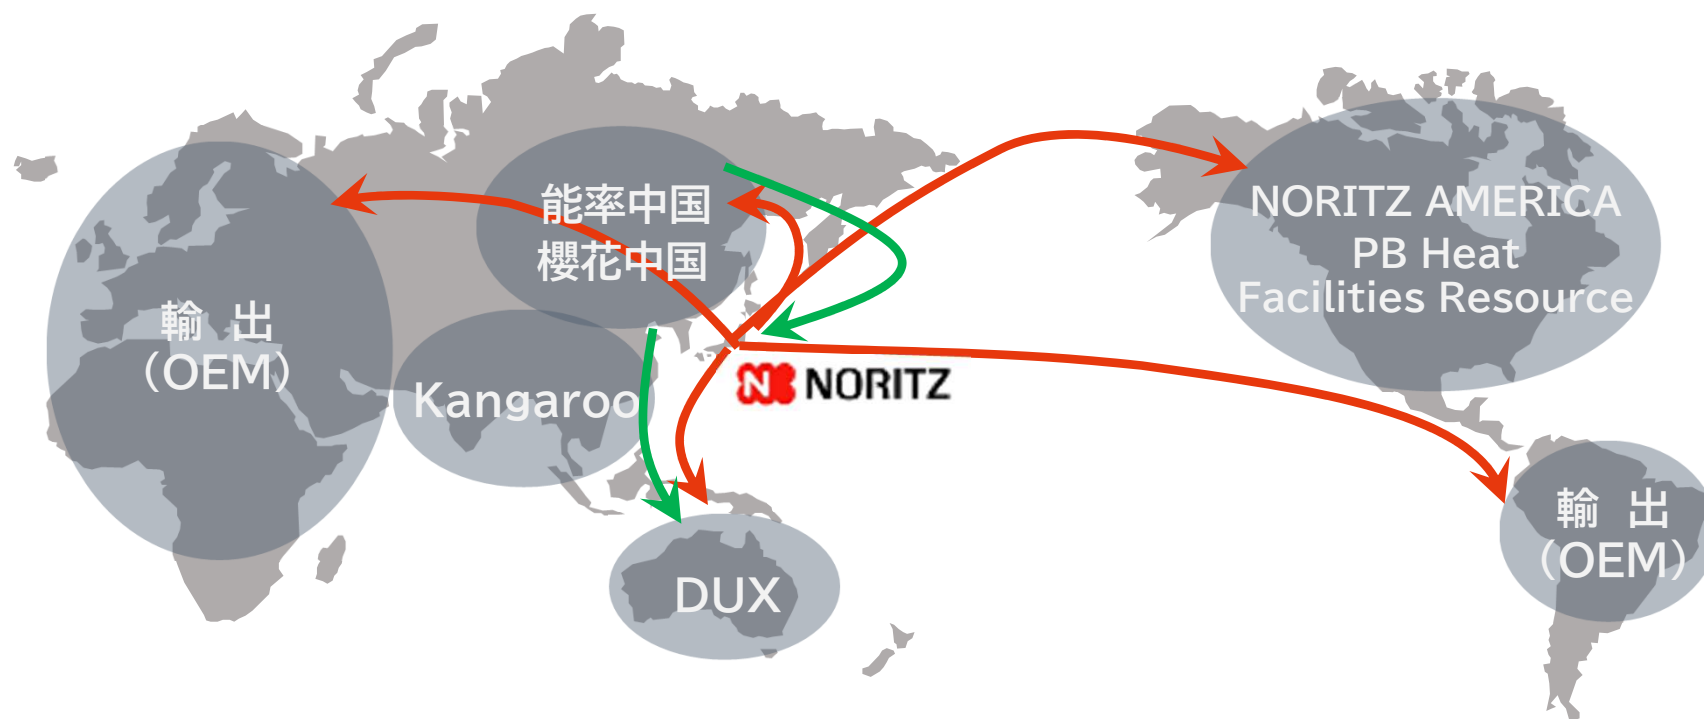 能率中国
櫻花中国
NORITZ AMERICA
PB Heat
Facilities Resource
輸 出
（OEM）
Kangaroo
N NORITZ
DUX
輸 出
（OEM）